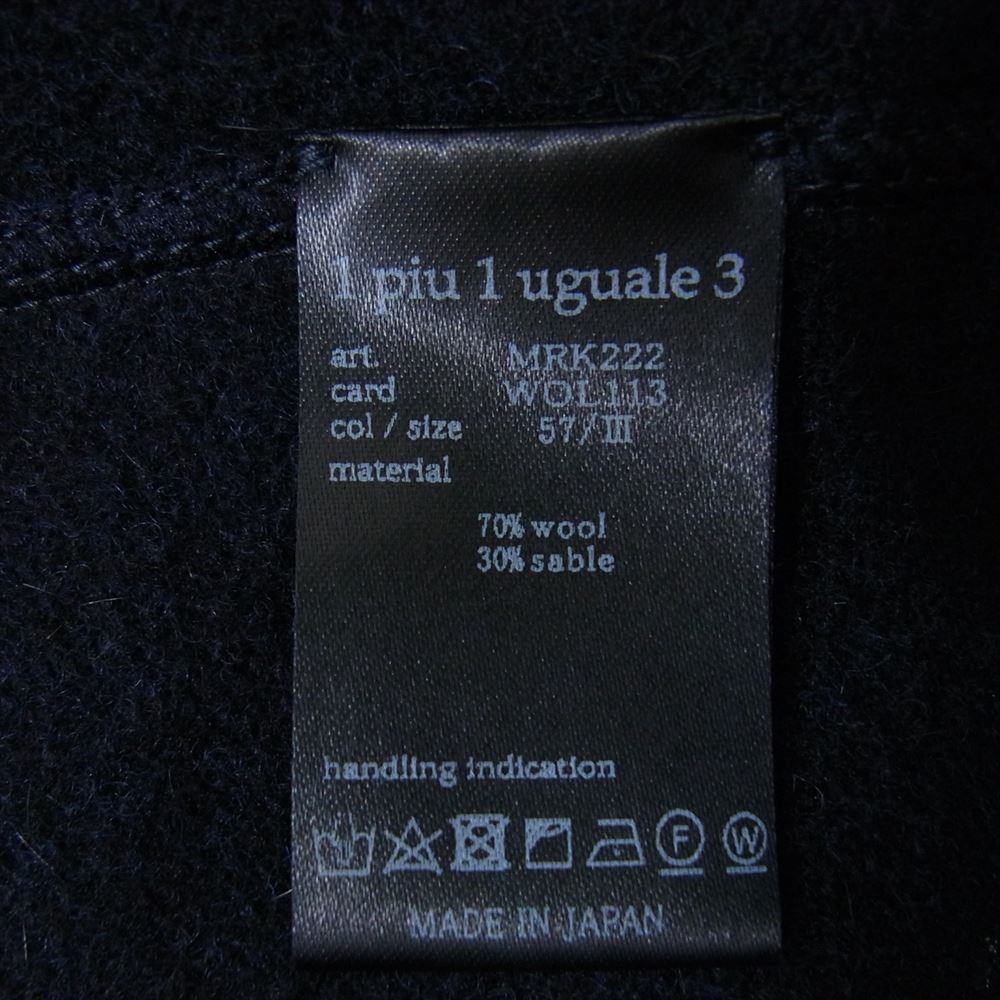 1 piu 1 uguale 3
art. MRK222
card WOL113
col / size 57/III
material
70% wool
30% sable
handling indication
F W
MADE IN JAPAN